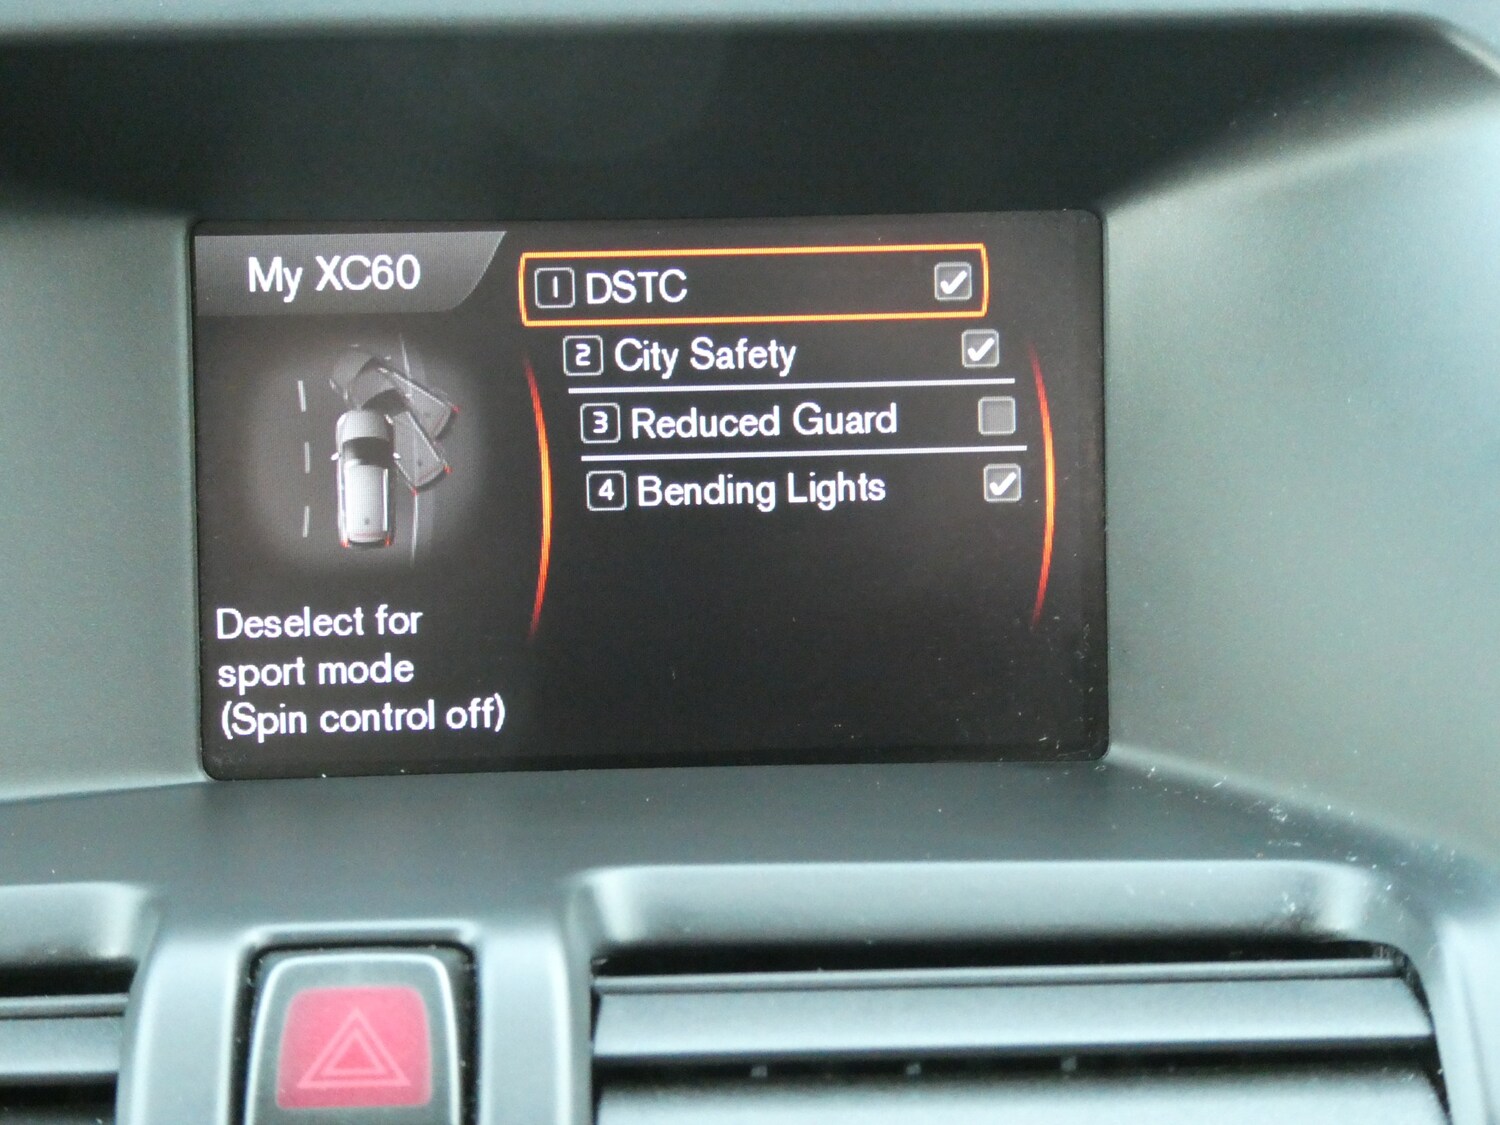 My XC60
1 DSTC
2 City Safety
3 Reduced Guard
4 Bending Lights
Deselect for
sport mode
(Spin control off)